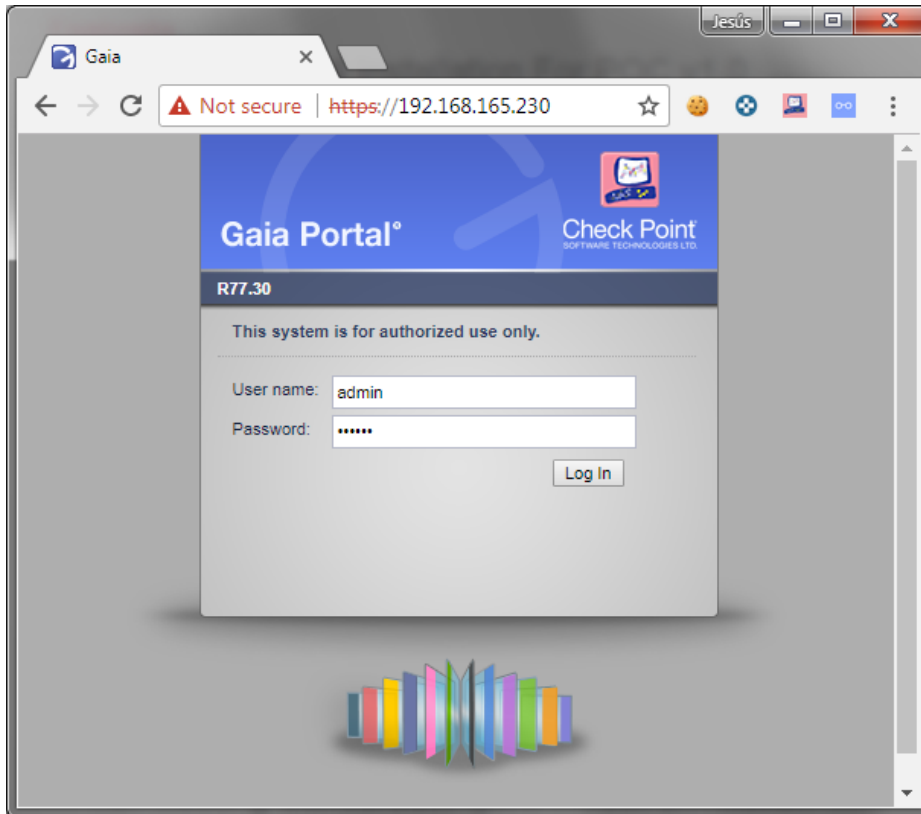 Jesús
Gaia
Not secure | https://192.168.165.230
Gaia Portal°
Check Point
SOFTWARE TECHNOLOGIES LTD.
R77.30
This system is for authorized use only.
User name: admin
Password: ••••••
Log In